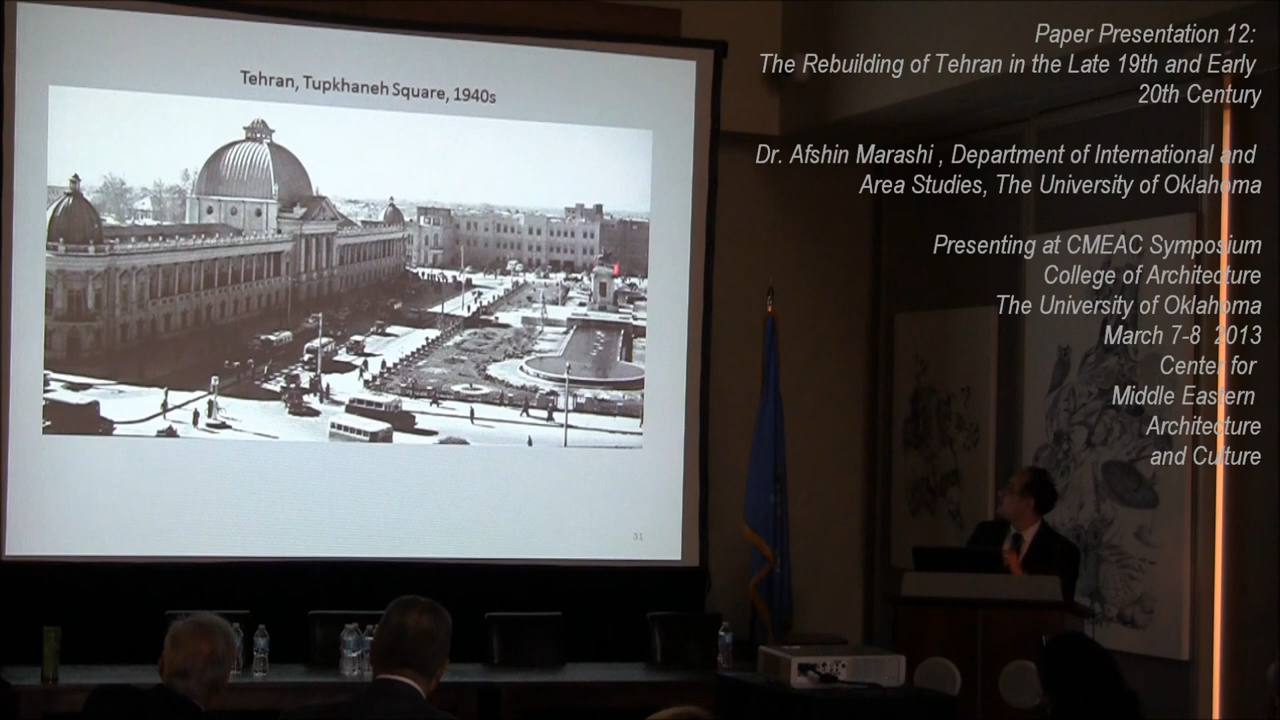 Tehran, Tupkhaneh Square, 1940s
31
Paper Presentation 12:
The Rebuilding of Tehran in the Late 19th and Early
20th Century
Dr. Afshin Marashi , Department of International and
Area Studies, The University of Oklahoma
Presenting at CMEAC Symposium
College of Architecture
The University of Oklahoma
March 7-8 2013
Center for
Middle Eastern
Architecture
and Culture